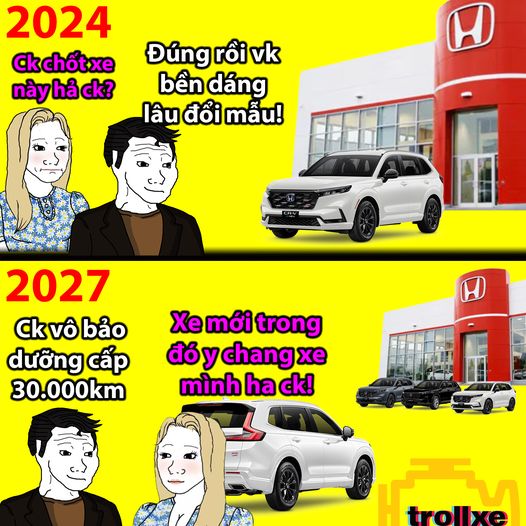 2024
Ck chốt xe
này hả ck?
Đúng rồi vk
bền dáng
lâu đổi mẫu!
2027
Ck vô bảo
dưỡng cấp
30.000km
Xe mới trong
đó y chang xe
mình ha ck!
trollxe